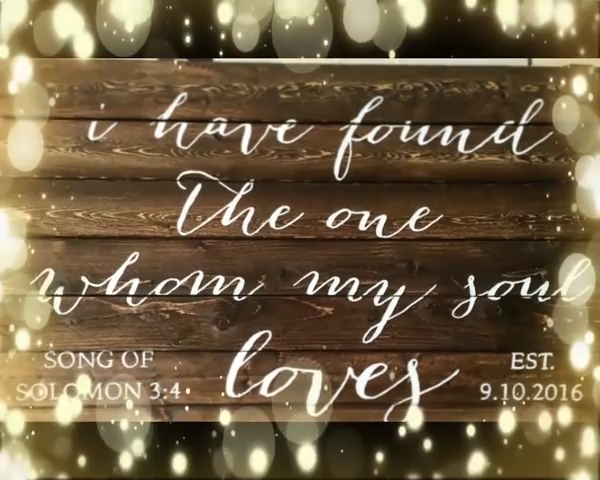 i have found
The one
whom my soul
loves
SONG OF
SOLOMON 3:4
EST.
9.10.2016